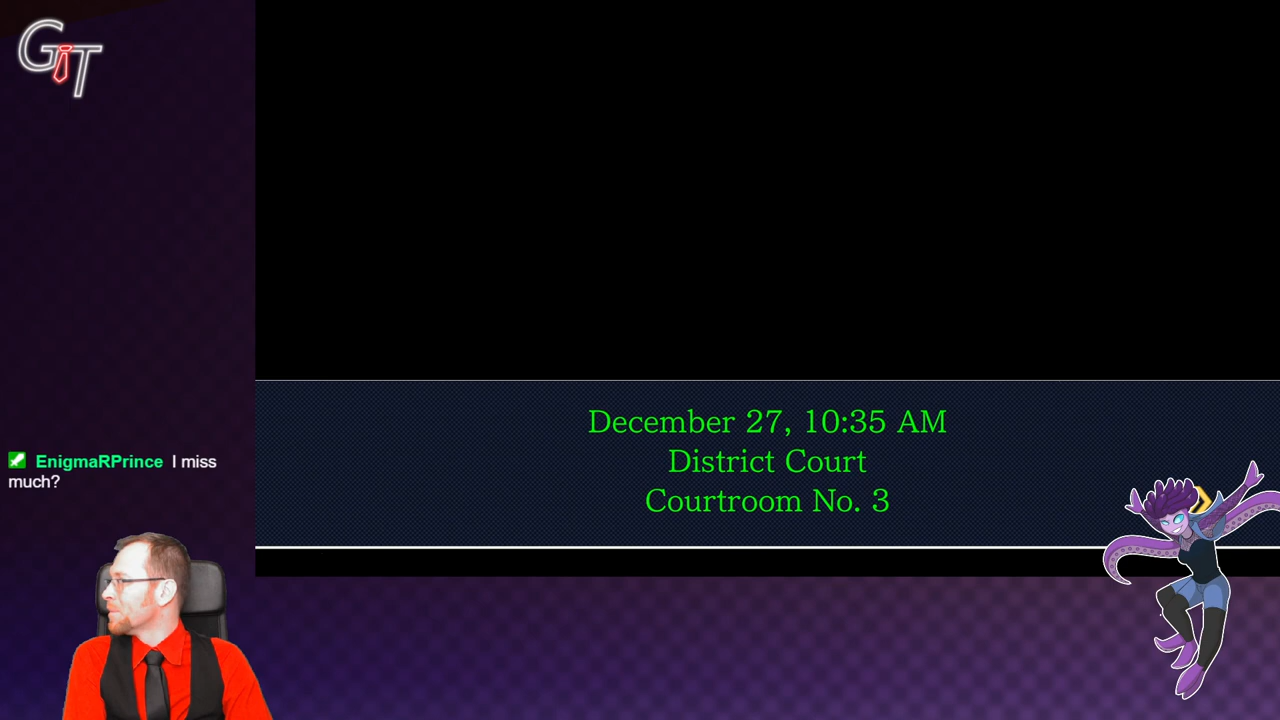 GiT
December 27, 10:35 AM
District Court
Courtroom No. 3
EnigmaRPrince I miss
much?